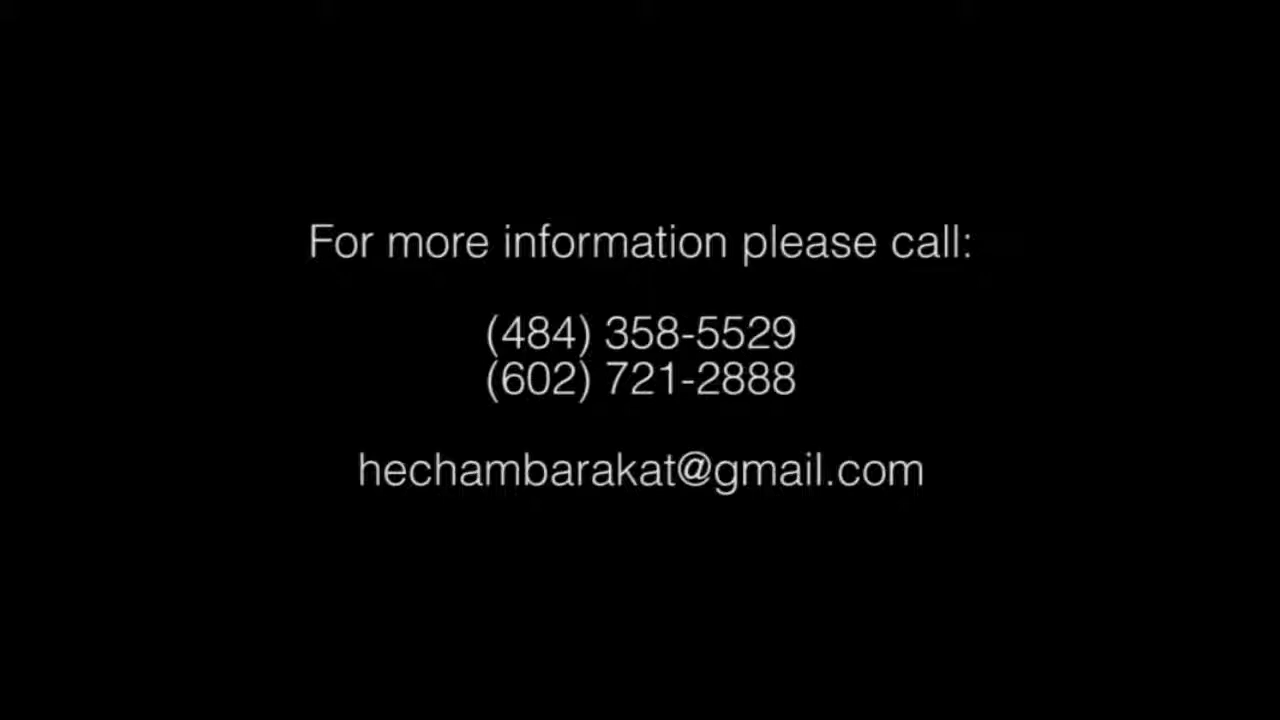 For more information please call:
(484) 358-5529
(602) 721-2888
hechambarakat@gmail.com